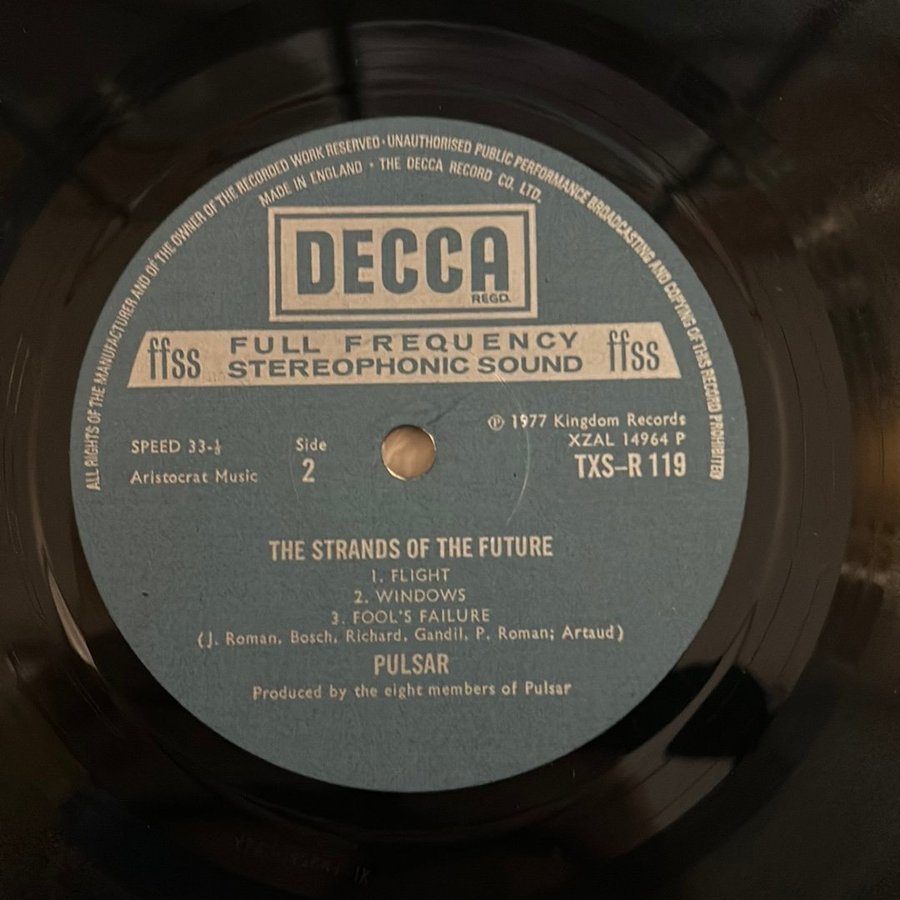 ALL RIGHTS OF THE MANUFACTURER AND OF THE OWNER OF THE RECORDED WORK RESERVED · UNAUTHORISED PUBLIC PERFORMANCE BROADCASTING AND COPYING OF THIS RECORD PROHIBITED
MADE IN ENGLAND · THE DECCA RECORD CO. LTD.
DECCA
REGD.
ffss FULL FREQUENCY STEREOPHONIC SOUND ffss
℗ 1977 Kingdom Records
SPEED 33-⅓ Side XZAL 14964 P
Aristocrat Music 2 TXS–R 119
THE STRANDS OF THE FUTURE
1. FLIGHT
2. WINDOWS
3. FOOL'S FAILURE
(J. Roman, Bosch, Richard, Gandil, P. Roman; Artaud)
PULSAR
Produced by the eight members of Pulsar